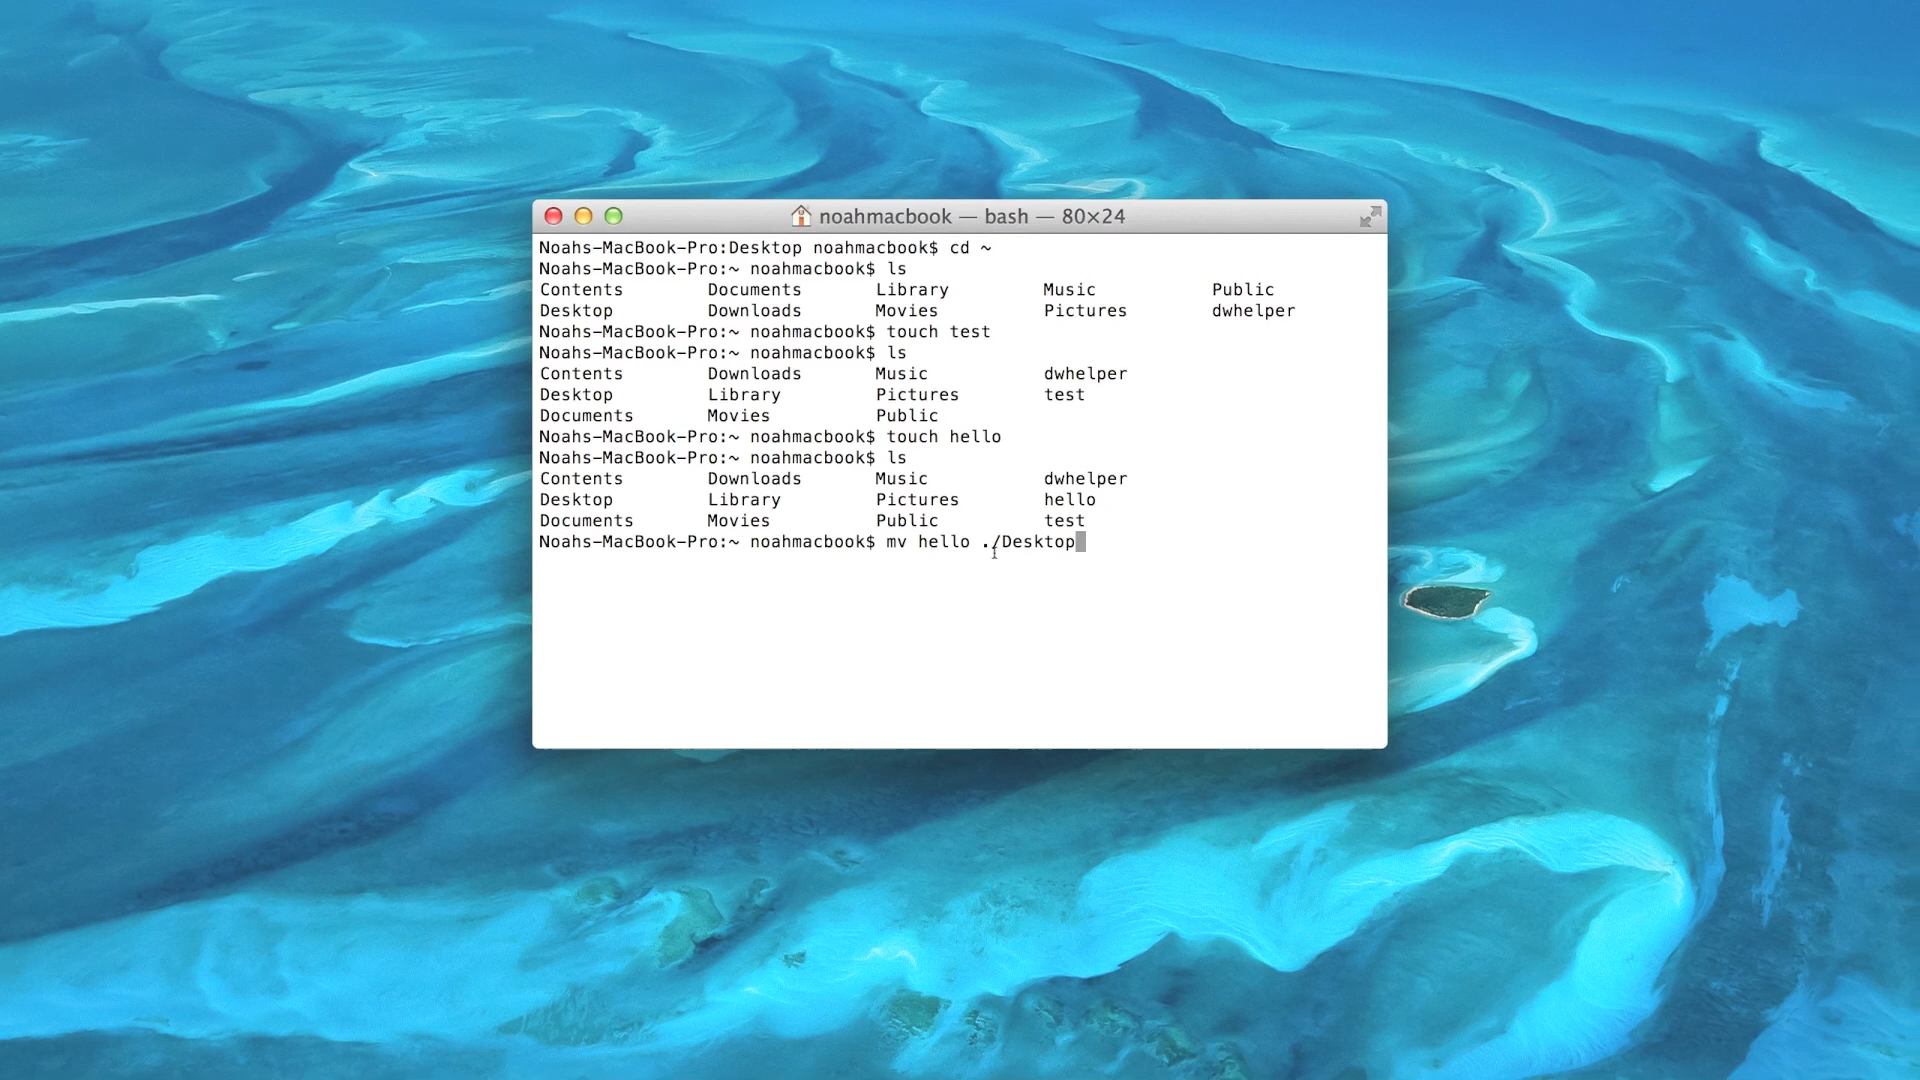 noahmacbook — bash — 80×24
Noahs-MacBook-Pro:Desktop noahmacbook$ cd ~
Noahs-MacBook-Pro:~ noahmacbook$ ls
Contents Documents Library Music Public
Desktop Downloads Movies Pictures dwhelper
Noahs-MacBook-Pro:~ noahmacbook$ touch test
Noahs-MacBook-Pro:~ noahmacbook$ ls
Contents Downloads Music dwhelper
Desktop Library Pictures test
Documents Movies Public
Noahs-MacBook-Pro:~ noahmacbook$ touch hello
Noahs-MacBook-Pro:~ noahmacbook$ ls
Contents Downloads Music dwhelper
Desktop Library Pictures hello
Documents Movies Public test
Noahs-MacBook-Pro:~ noahmacbook$ mv hello ./Desktop